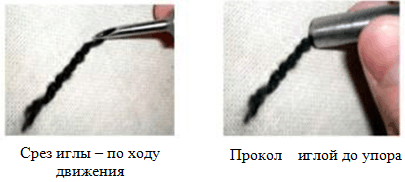 Срез иглы – по ходу
движения
Прокол иглой до упора